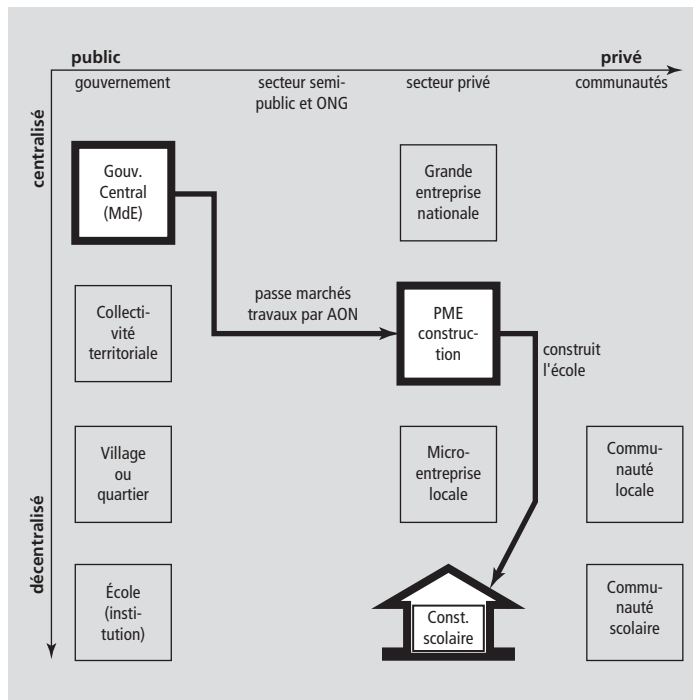 public
privé
gouvernement
secteur semi-
public et ONG
secteur privé
communautés
centralisé
Gouv.
Central
(MdE)
Grande
entreprise
nationale
passe marchés
travaux par AON
Collecti-
vité
territoriale
PME
construc-
tion
construit
l'école
Village
ou
quartier
Micro-
entreprise
locale
Commu-
nauté
locale
décentralisé
École
(insti-
tution)
Const.
scolaire
Commu-
nauté
scolaire